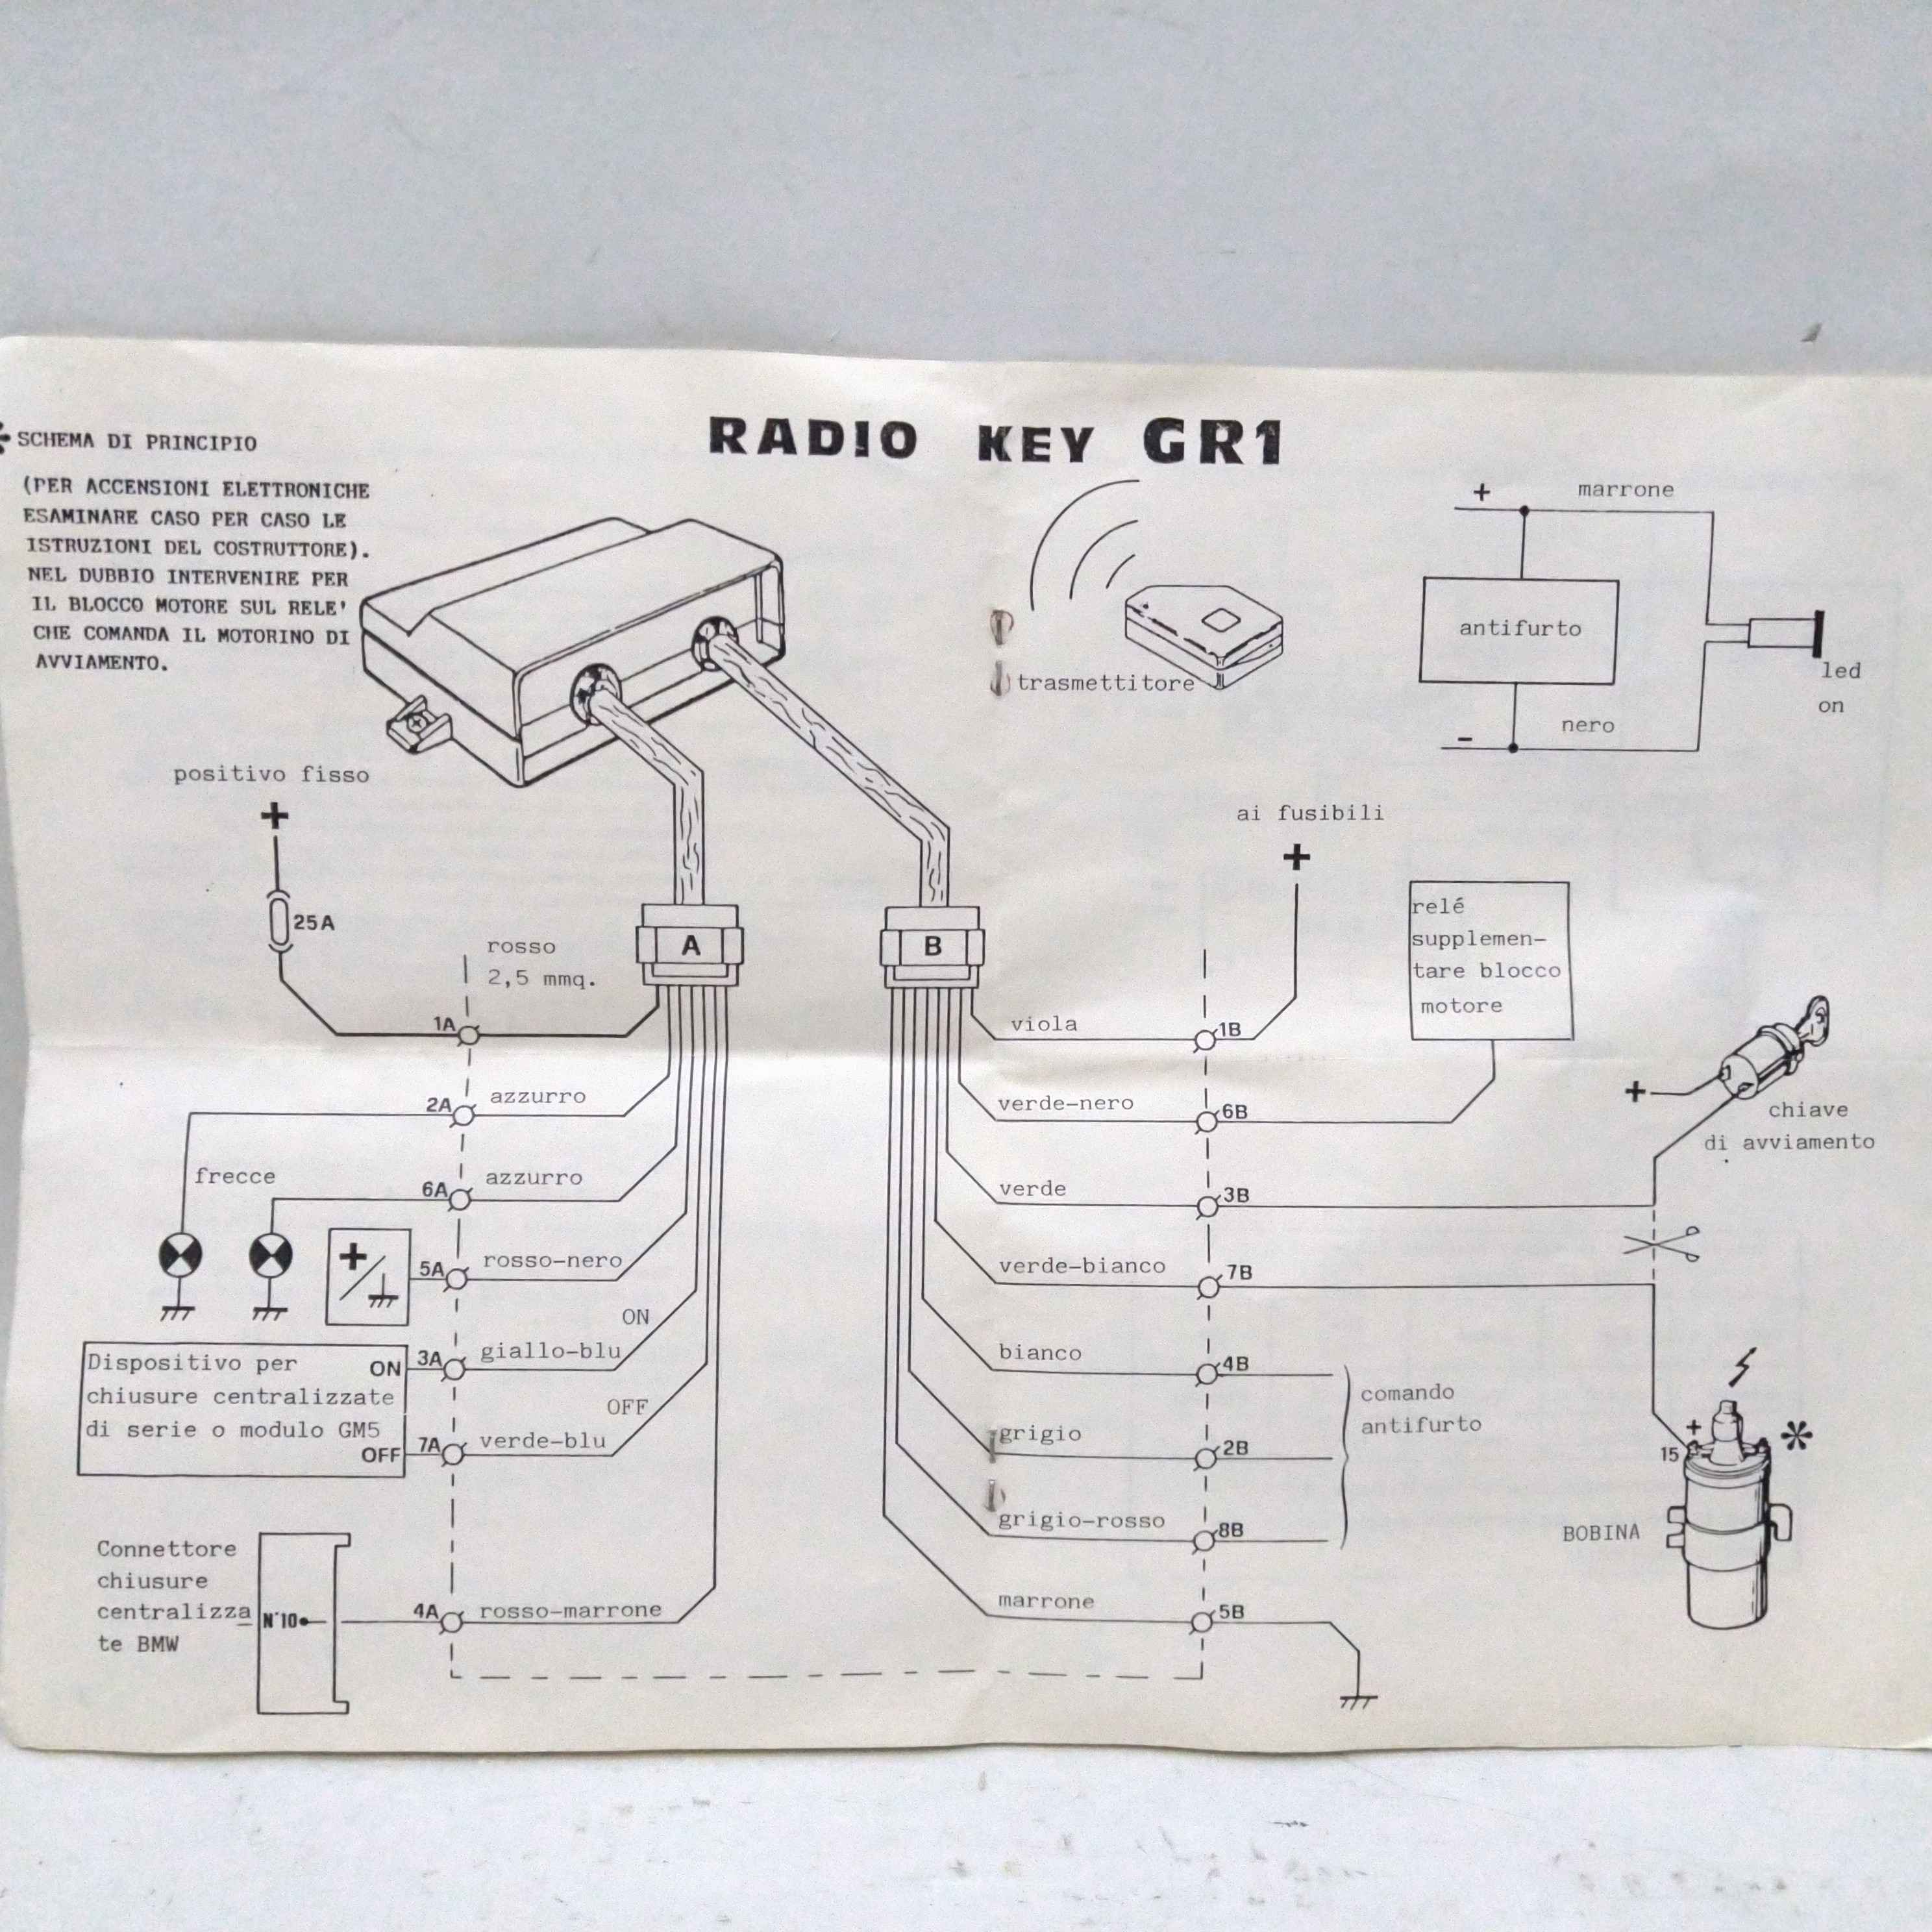 RADIO KEY GR1
* SCHEMA DI PRINCIPIO
(PER ACCENSIONI ELETTRONICHE
ESAMINARE CASO PER CASO LE
ISTRUZIONI DEL COSTRUTTORE).
NEL DUBBIO INTERVENIRE PER
IL BLOCCO MOTORE SUL RELE'
CHE COMANDA IL MOTORINO DI
AVVIAMENTO.
trasmettitore
+ marrone
antifurto
- nero
led
on
positivo fisso
+
25A
rosso
2,5 mmq.
A
1A
2A azzurro
frecce
6A azzurro
+
5A rosso-nero
ON
Dispositivo per ON
chiusure centralizzate
di serie o modulo GM5
OFF
3A giallo-blu
OFF
7A verde-blu
Connettore
chiusure
centralizza
te BMW
N°10
4A rosso-marrone
B
ai fusibili
+
viola 1B
relé
supplemen-
tare blocco
motore
verde-nero 6B
+
chiave
di avviamento
verde 3B
verde-bianco 7B
bianco 4B
comando
antifurto
grigio 2B
grigio-rosso 8B
marrone 5B
+
15
*
BOBINA